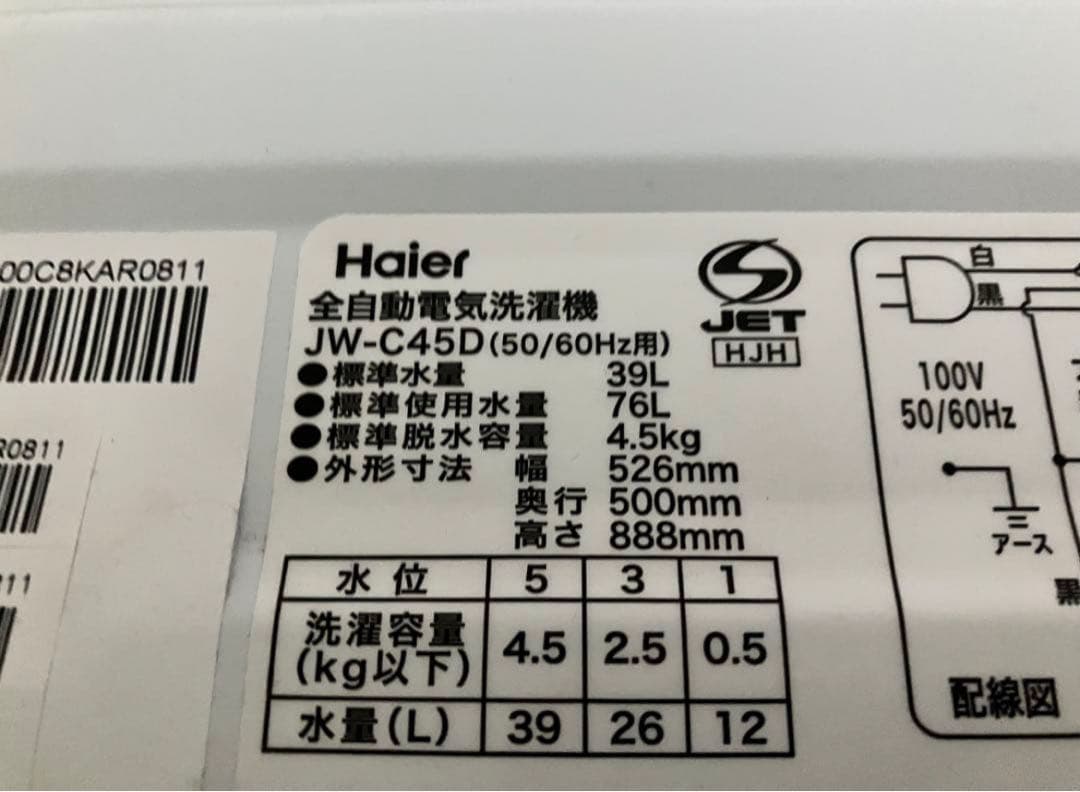 00C8KAR0811
R0811
11
Haier
全自動電気洗濯機
JW-C45D(50/60Hz用)
●標準水量 39L
●標準使用水量 76L
●標準脱水容量 4.5kg
●外形寸法 幅 526mm
奥行 500mm
高さ 888mm
水位 5 3 1
洗濯容量
(kg以下) 4.5 2.5 0.5
水量(L) 39 26 12
JET
HJH
白
黒
100V
50/60Hz
アース
黒
配線図